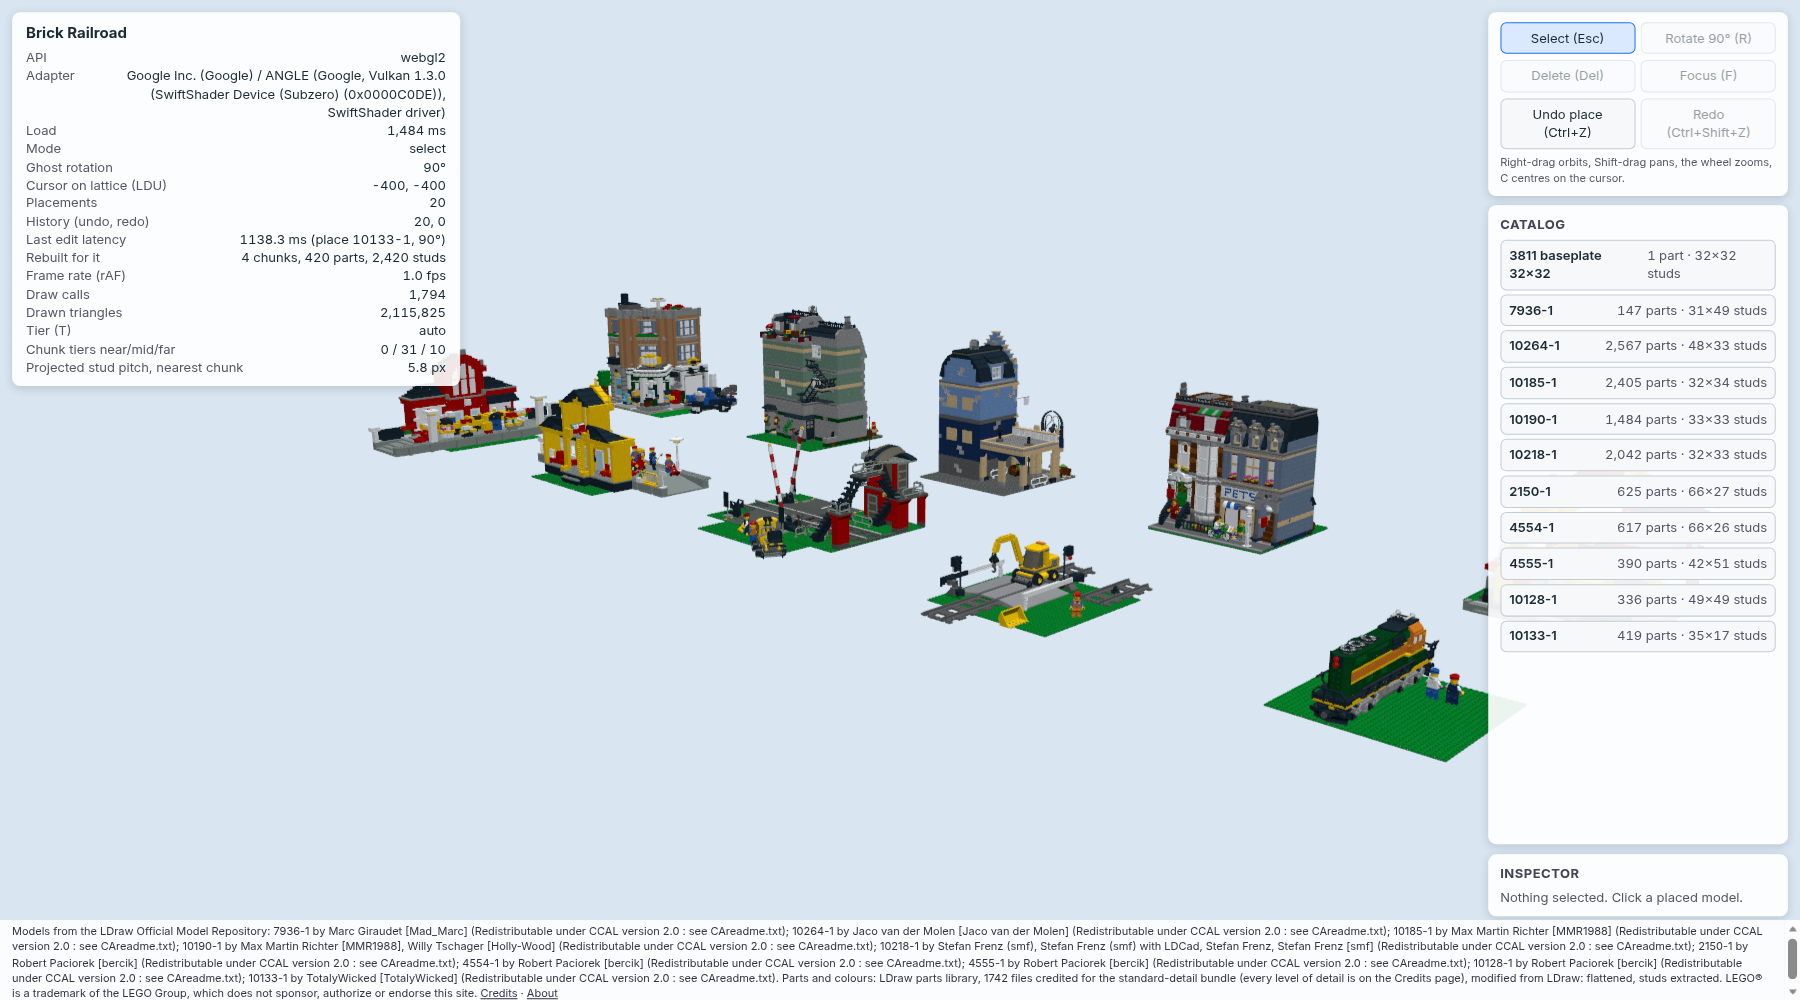 Brick Railroad
API webgl2
Adapter Google Inc. (Google) / ANGLE (Google, Vulkan 1.3.0
(SwiftShader Device (Subzero) (0x0000C0DE)),
SwiftShader driver)
Load 1,484 ms
Mode select
Ghost rotation 90°
Cursor on lattice (LDU) -400, -400
Placements 20
History (undo, redo) 20, 0
Last edit latency 1138.3 ms (place 10133-1, 90°)
Rebuilt for it 4 chunks, 420 parts, 2,420 studs
Frame rate (rAF) 1.0 fps
Draw calls 1,794
Drawn triangles 2,115,825
Tier (T) auto
Chunk tiers near/mid/far 0 / 31 / 10
Projected stud pitch, nearest chunk 5.8 px
PETS
Select (Esc) Rotate 90° (R)
Delete (Del) Focus (F)
Undo place Redo
(Ctrl+Z) (Ctrl+Shift+Z)
Right-drag orbits, Shift-drag pans, the wheel zooms,
C centres on the cursor.
CATALOG
3811 baseplate 1 part · 32×32
32×32 studs
7936-1 147 parts · 31×49 studs
10264-1 2,567 parts · 48×33 studs
10185-1 2,405 parts · 32×34 studs
10190-1 1,484 parts · 33×33 studs
10218-1 2,042 parts · 32×33 studs
2150-1 625 parts · 66×27 studs
4554-1 617 parts · 66×26 studs
4555-1 390 parts · 42×51 studs
10128-1 336 parts · 49×49 studs
10133-1 419 parts · 35×17 studs
INSPECTOR
Nothing selected. Click a placed model.
Models from the LDraw Official Model Repository: 7936-1 by Marc Giraudet [Mad_Marc] (Redistributable under CCAL version 2.0 : see CAreadme.txt); 10264-1 by Jaco van der Molen [Jaco van der Molen] (Redistributable under CCAL version 2.0 : see CAreadme.txt); 10185-1 by Max Martin Richter [MMR1988] (Redistributable under CCAL
version 2.0 : see CAreadme.txt); 10190-1 by Max Martin Richter [MMR1988], Willy Tschager [Holly-Wood] (Redistributable under CCAL version 2.0 : see CAreadme.txt); 10218-1 by Stefan Frenz (smf), Stefan Frenz (smf) with LDCad, Stefan Frenz, Stefan Frenz [smf] (Redistributable under CCAL version 2.0 : see CAreadme.txt); 2150-1 by
Robert Paciorek [bercik] (Redistributable under CCAL version 2.0 : see CAreadme.txt); 4554-1 by Robert Paciorek [bercik] (Redistributable under CCAL version 2.0 : see CAreadme.txt); 4555-1 by Robert Paciorek [bercik] (Redistributable under CCAL version 2.0 : see CAreadme.txt); 10128-1 by Robert Paciorek [bercik] (Redistributable
under CCAL version 2.0 : see CAreadme.txt); 10133-1 by TotalyWicked [TotalyWicked] (Redistributable under CCAL version 2.0 : see CAreadme.txt). Parts and colours: LDraw parts library, 1742 files credited for the standard-detail bundle (every level of detail is on the Credits page), modified from LDraw: flattened, studs extracted. LEGO®
is a trademark of the LEGO Group, which does not sponsor, authorize or endorse this site. Credits · About